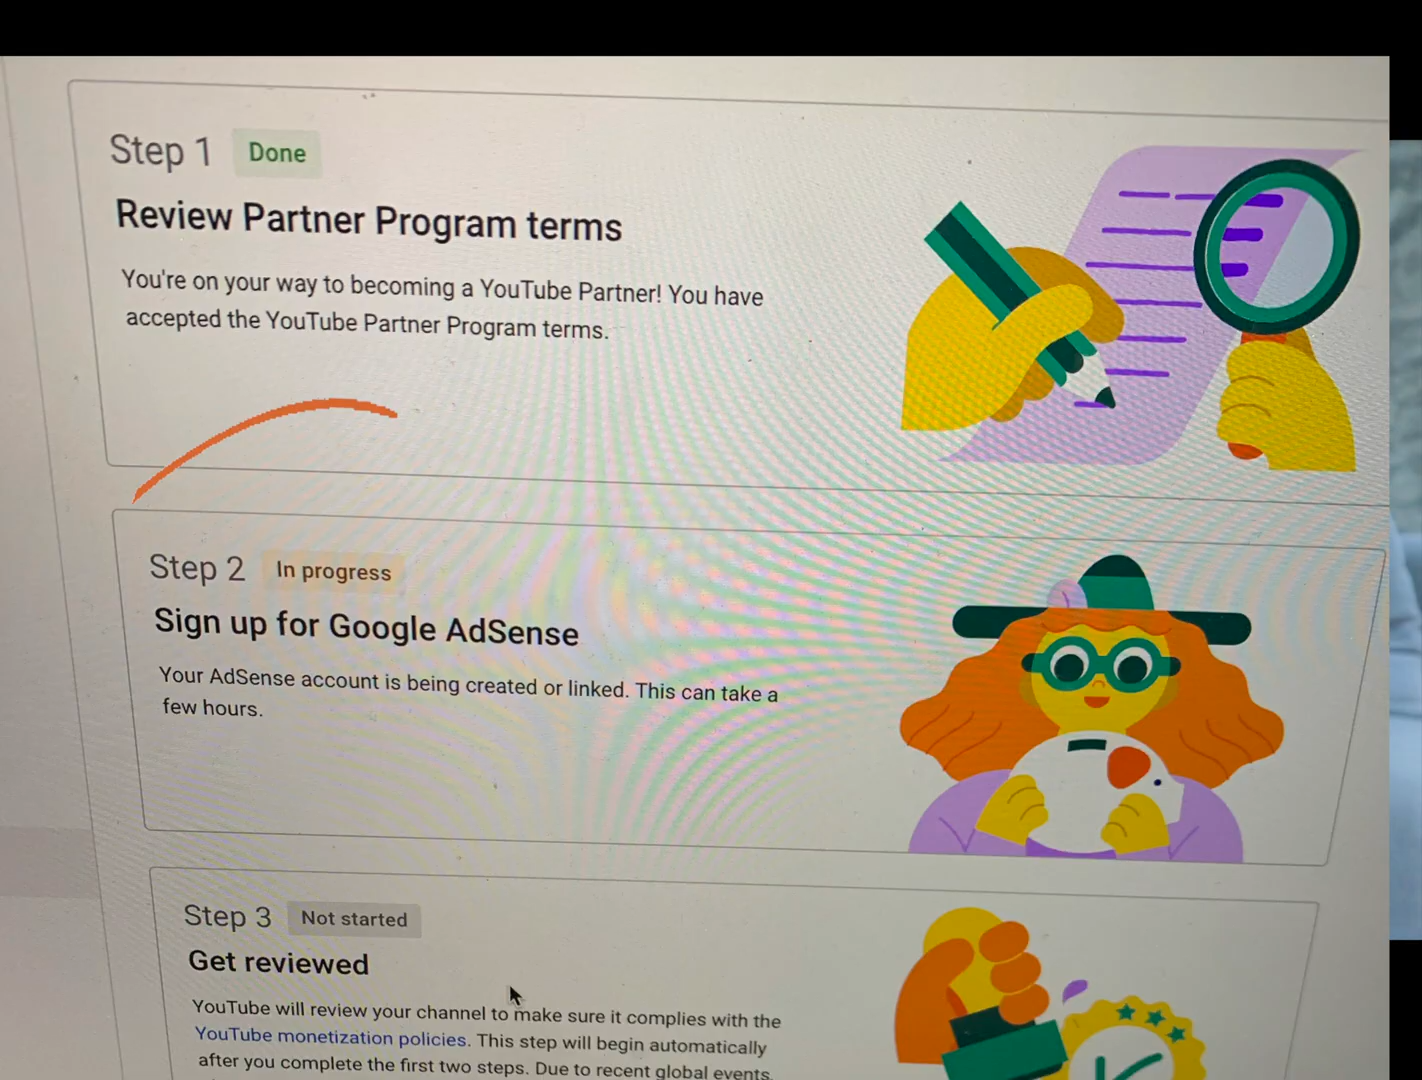 Step 1 Done
Review Partner Program terms
You're on your way to becoming a YouTube Partner! You have
accepted the YouTube Partner Program terms.
Step 2 In progress
Sign up for Google AdSense
Your AdSense account is being created or linked. This can take a
few hours.
Step 3 Not started
Get reviewed
YouTube will review your channel to make sure it complies with the
YouTube monetization policies. This step will begin automatically
after you complete the first two steps. Due to recent global events,